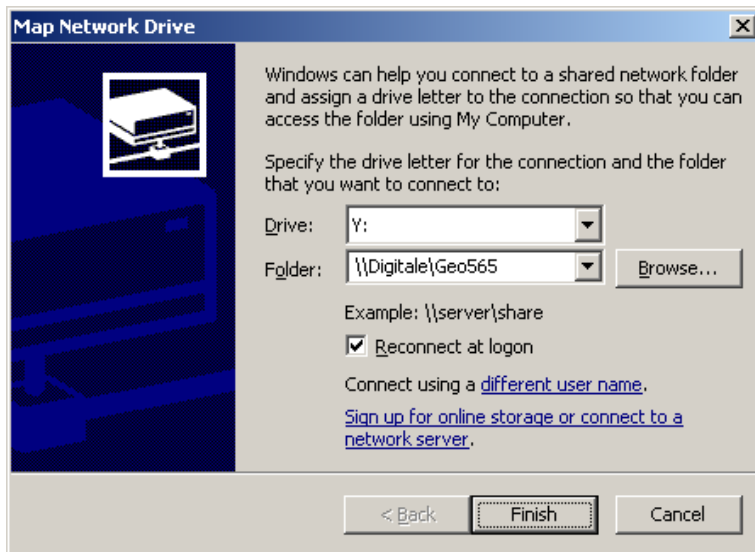 Map Network Drive
Windows can help you connect to a shared network folder
and assign a drive letter to the connection so that you can
access the folder using My Computer.
Specify the drive letter for the connection and the folder
that you want to connect to:
Drive: Y:
Folder: \\Digitale\Geo565 Browse...
Example: \\server\share
Reconnect at logon
Connect using a different user name.
Sign up for online storage or connect to a
network server.
< Back Finish Cancel